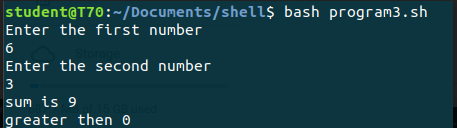 student@T70:~/Documents/shell$ bash program3.sh
Enter the first number
6
Enter the second number
3
sum is 9
greater then 0